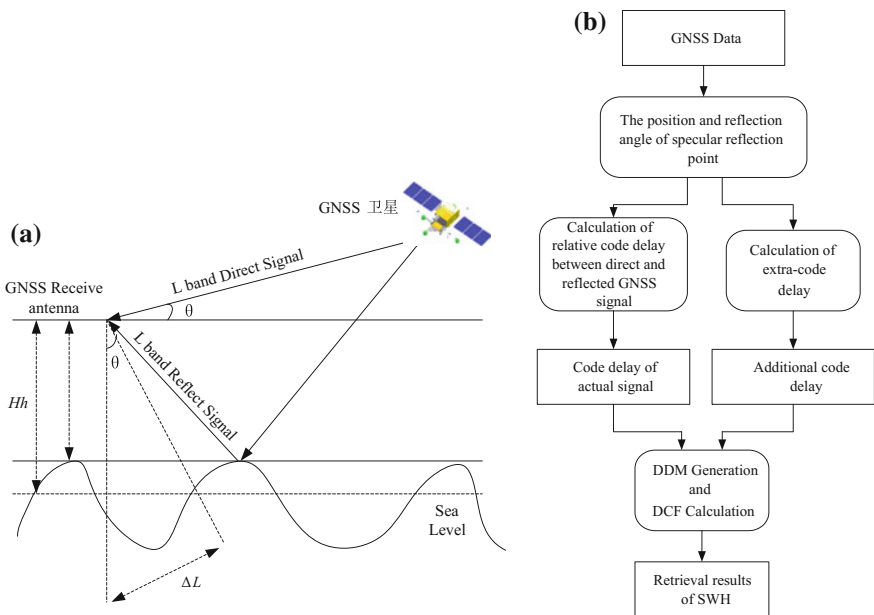 (a)
GNSS 卫星
L band Direct Signal
GNSS Receive
antenna
θ
θ
L band Reflect Signal
Hh
Sea
Level
ΔL
(b)
GNSS Data
The position and reflection
angle of specular reflection
point
Calculation of
relative code delay
between direct and
reflected GNSS
signal
Calculation of
extra-code
delay
Code delay of
actual signal
Additional code
delay
DDM Generation
and
DCF Calculation
Retrieval results
of SWH